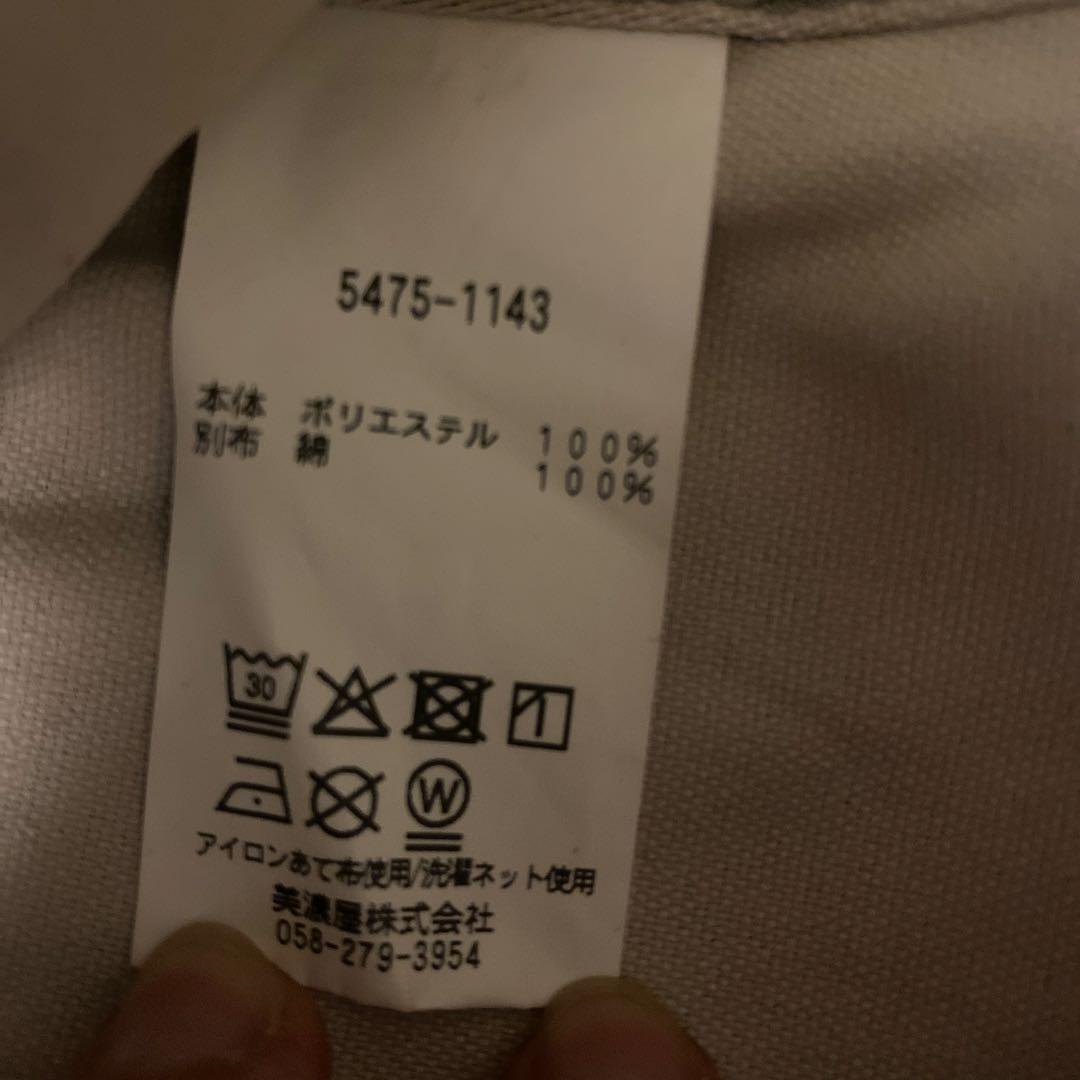 5475-1143
本体 ポリエステル 100%
別布 綿 100%
30
W
アイロンあて布使用/洗濯ネット使用
美濃屋株式会社
058-279-3954